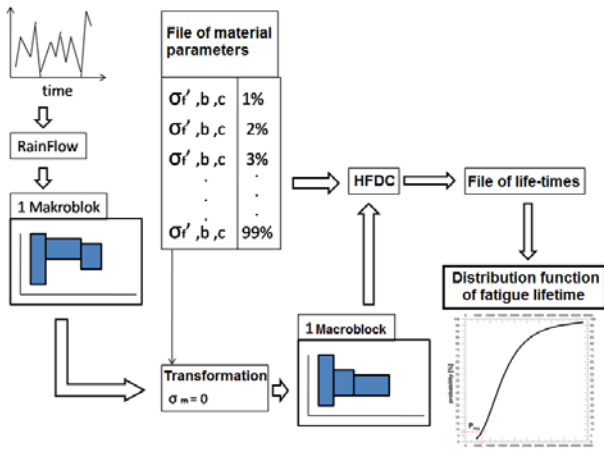 time
RainFlow
1 Makroblok
File of material
parameters
σf' ,b ,c 1%
σf' ,b ,c 2%
σf' ,b ,c 3%
. .
. .
. .
σf' ,b ,c 99%
Transformation
σ m = 0
1 Macroblock
HFDC
File of life-times
Distribution function
of fatigue lifetime
probability [%]